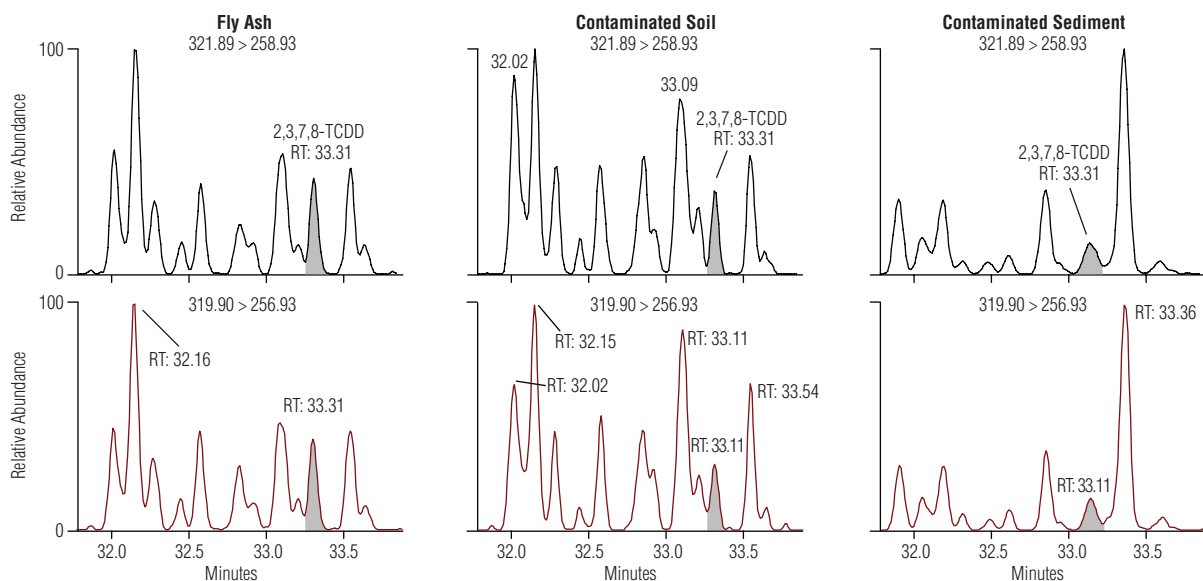 Fly Ash
321.89 > 258.93
100
Relative Abundance
0
2,3,7,8-TCDD
RT: 33.31
Contaminated Soil
321.89 > 258.93
32.02
33.09
2,3,7,8-TCDD
RT: 33.31
Contaminated Sediment
321.89 > 258.93
2,3,7,8-TCDD
RT: 33.31
319.90 > 256.93
100
Relative Abundance
0
RT: 32.16
RT: 33.31
32.0 32.5 33.0 33.5
Minutes
319.90 > 256.93
RT: 32.15
RT: 32.02
RT: 33.11
RT: 33.54
RT: 33.11
32.0 32.5 33.0 33.5
Minutes
319.90 > 256.93
RT: 33.36
RT: 33.11
32.0 32.5 33.0 33.5
Minutes